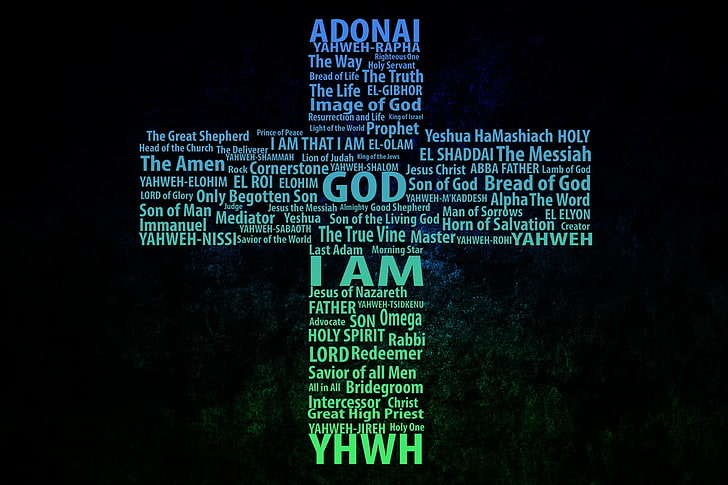 ADONAI
YAHWEH-RAPHA
The Way Righteous One Holy Servant
Bread of Life The Truth
The Life EL-GIBHOR
Image of God
Resurrection and Life King of Israel
Light of the World Prophet
The Great Shepherd Prince of Peace I AM THAT I AM EL-OLAM Yeshua HaMashiach HOLY
Head of the Church The Deliverer
The Amen YAHWEH-SHAMMAH Lion of Judah King of the Jews EL SHADDAI The Messiah
Rock Cornerstone YAHWEH-SHALOM Jesus Christ ABBA FATHER Lamb of God
YAHWEH-ELOHIM EL ROI ELOHIM GOD Son of God Bread of God
LORD of Glory Only Begotten Son YAHWEH-M'KADDESH Alpha The Word
Son of Man Judge Jesus the Messiah Almighty Good Shepherd Man of Sorrows EL ELYON
Mediator Yeshua Son of the Living God
Immanuel YAHWEH-SABAOTH Horn of Salvation Creator
YAHWEH-NISSI Savior of the World The True Vine Master YAHWEH-ROHI YAHWEH
Last Adam Morning Star
I AM
Jesus of Nazareth
FATHER YAHWEH-TSIDKENU
Advocate SON Omega
HOLY SPIRIT Rabbi
LORD Redeemer
Savior of all Men
All in All Bridegroom
Intercessor Christ
Great High Priest
YAHWEH-JIREH Holy One
YHWH